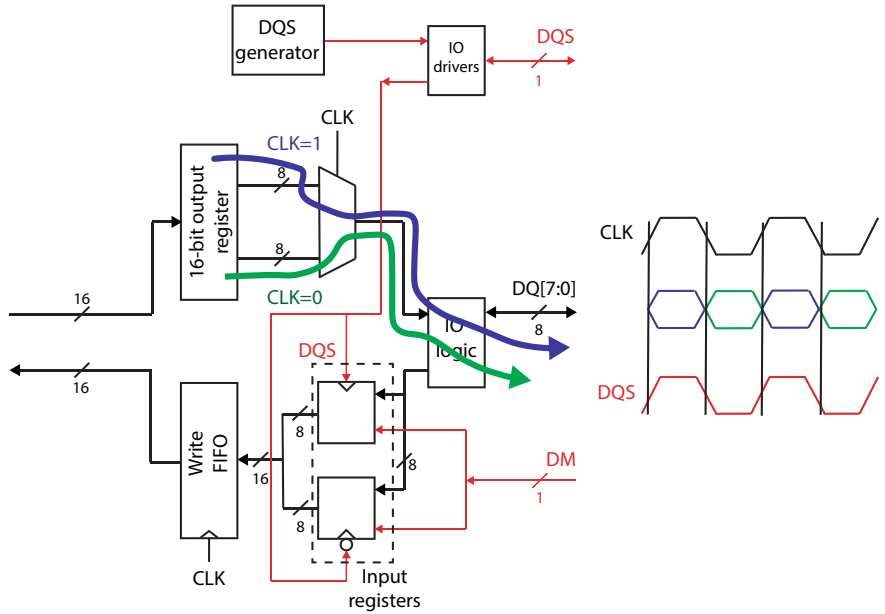 DQS
generator
IO
drivers
DQS
1
CLK
CLK=1
8
16-bit output
register
8
CLK=0
16
CLK
DQ[7:0]
8
IO
logic
DQS
16
DQS
Write
FIFO
8
16
8
8
DM
1
CLK
Input
registers